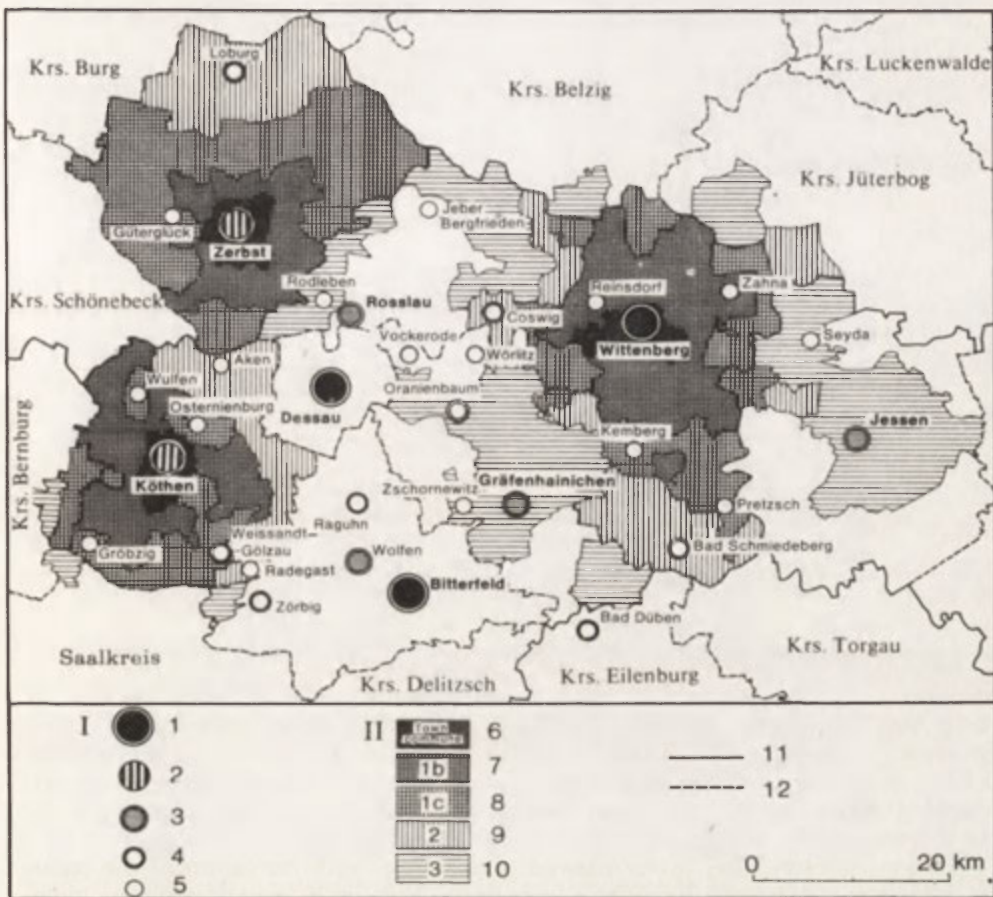 Loburg
Krs. Burg
Krs. Luckenwalde
Krs. Belzig
Krs. Jüterbog
Jeber
Bergfrieden
Güterglück
Zerbst
Rodleben
Reinsdorf
Zahna
Krs. Schönebeck
Rosslau
Coswig
Vockerode
Wörlitz
Wittenberg
Seyda
Aken
Wulfen
Oranienbaum
Osternienburg
Dessau
Kemberg
Jessen
Krs. Bernburg
Köthen
Zschornewitz
Gräfenhainichen
Raguhn
Pretzsch
Weissandt-
Gölzau
Gröbzig
Wolfen
Bad Schmiedeberg
Radegast
Bitterfeld
Zörbig
Bad Düben
Saalkreis
Krs. Torgau
Krs. Delitzsch
Krs. Eilenburg
I 1
2
3
4
5
II Town 6
1b 7
1c 8
2 9
3 10
11
12
0 20 km